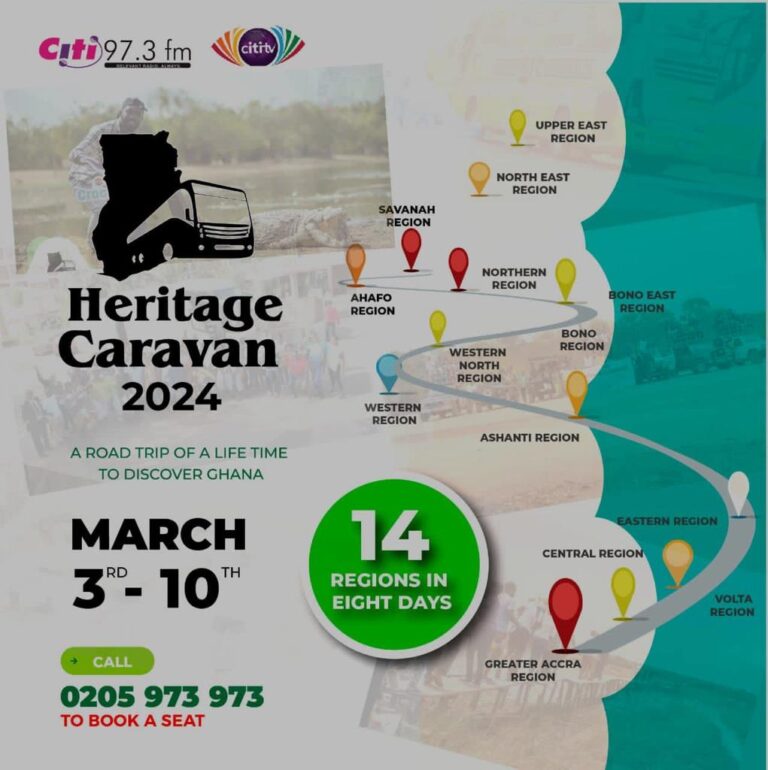 Citi 97.3 fm
RELEVANT RADIO. ALWAYS
cititv
Heritage
Caravan
2024
A ROAD TRIP OF A LIFE TIME
TO DISCOVER GHANA
MARCH
3RD - 10TH
CALL
0205 973 973
TO BOOK A SEAT
14
REGIONS IN
EIGHT DAYS
UPPER EAST
REGION
NORTH EAST
REGION
SAVANAH
REGION
NORTHERN
REGION
AHAFO
REGION
BONO EAST
REGION
BONO
REGION
WESTERN
NORTH
REGION
WESTERN
REGION
ASHANTI REGION
EASTERN REGION
CENTRAL REGION
VOLTA
REGION
GREATER ACCRA
REGION